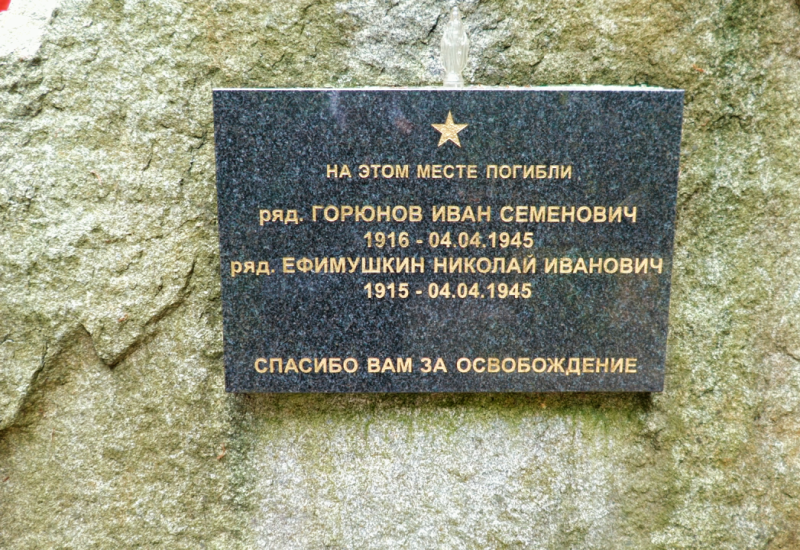 НА ЭТОМ МЕСТЕ ПОГИБЛИ
ряд. ГОРЮНОВ ИВАН СЕМЕНОВИЧ
1916 - 04.04.1945
ряд. ЕФИМУШКИН НИКОЛАЙ ИВАНОВИЧ
1915 - 04.04.1945
СПАСИБО ВАМ ЗА ОСВОБОЖДЕНИЕ